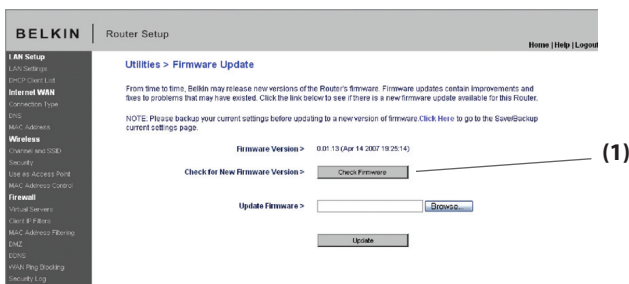 BELKIN
Router Setup
Home | Help | Logout
LAN Setup
LAN Settings
DHCP Client List
Internet WAN
Connection Type
DNS
MAC Address
Wireless
Channel and SSID
Security
Use as Access Point
MAC Address Control
Firewall
Virtual Servers
Client IP Filters
MAC Address Filtering
DMZ
DDNS
WAN Ping Blocking
Security Log
Utilities > Firmware Update
From time to time, Belkin may release new versions of the Router's firmware. Firmware updates contain improvements and
fixes to problems that may have existed. Click the link below to see if there is a new firmware update available for this Router.
NOTE: Please backup your current settings before updating to a new version of firmware.Click Here to go to the Save/Backup
current settings page.
Firmware Version > 0.01.13 (Apr 14 2007 19:25:14)
Check for New Firmware Version > Check Firmware
(1)
Update Firmware > Browse...
Update